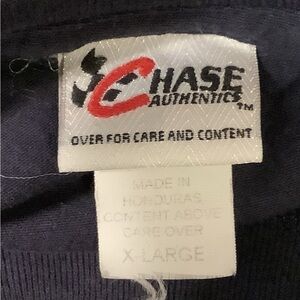 CHASE
AUTHENTICS
TM
OVER FOR CARE AND CONTENT
MADE IN
HONDURAS
CONTENT ABOVE
CARE OVER
X-LARGE